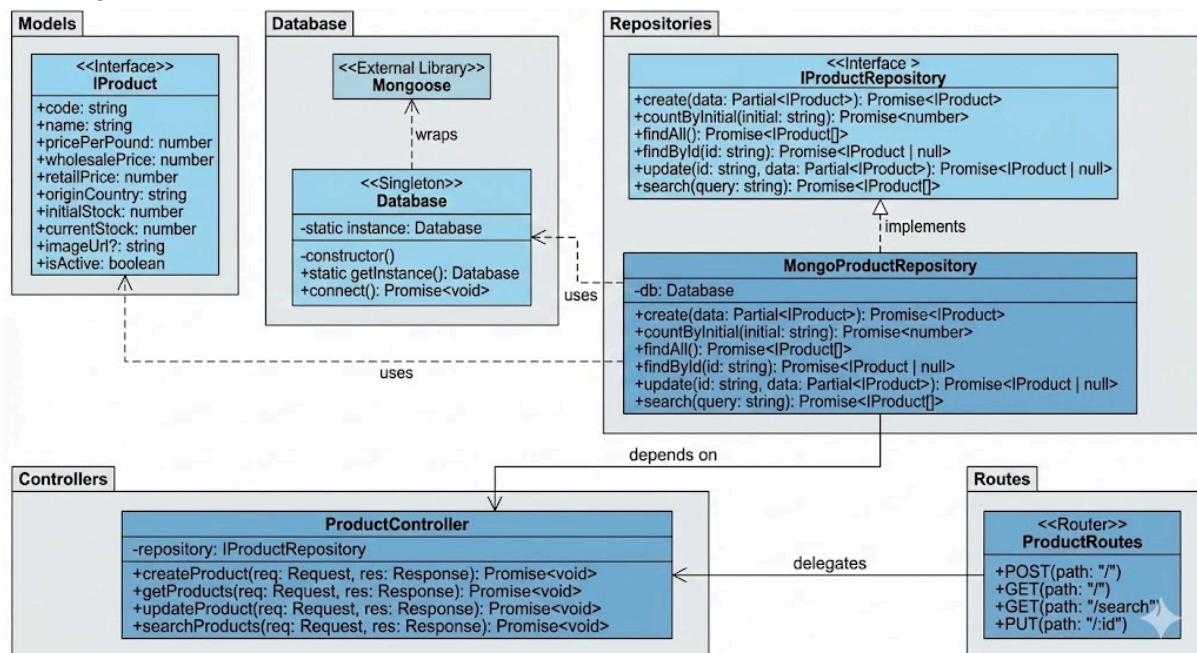 Models
<<Interface>>
IProduct
+code: string
+name: string
+pricePerPound: number
+wholesalePrice: number
+retailPrice: number
+originCountry: string
+initialStock: number
+currentStock: number
+imageUrl?: string
+isActive: boolean
Database
<<External Library>>
Mongoose
wraps
<<Singleton>>
Database
-static instance: Database
-constructor()
+static getInstance(): Database
+connect(): Promise<void>
uses
uses
Repositories
<<Interface >
IProductRepository
+create(data: Partial<IProduct>): Promise<IProduct>
+countByInitial(initial: string): Promise<number>
+findAll(): Promise<IProduct[]>
+findById(id: string): Promise<IProduct | null>
+update(id: string, data: Partial<IProduct>): Promise<IProduct | null>
+search(query: string): Promise<IProduct[]>
implements
MongoProductRepository
-db: Database
+create(data: Partial<IProduct>): Promise<IProduct>
+countByInitial(initial: string): Promise<number>
+findAll(): Promise<IProduct[]>
+findById(id: string): Promise<IProduct | null>
+update(id: string, data: Partial<IProduct>): Promise<IProduct | null>
+search(query: string): Promise<IProduct[]>
depends on
Controllers
ProductController
-repository: IProductRepository
+createProduct(req: Request, res: Response): Promise<void>
+getProducts(req: Request, res: Response): Promise<void>
+updateProduct(req: Request, res: Response): Promise<void>
+searchProducts(req: Request, res: Response): Promise<void>
delegates
Routes
<<Router>>
ProductRoutes
+POST(path: "/")
+GET(path: "/")
+GET(path: "/search")
+PUT(path: "/:id")